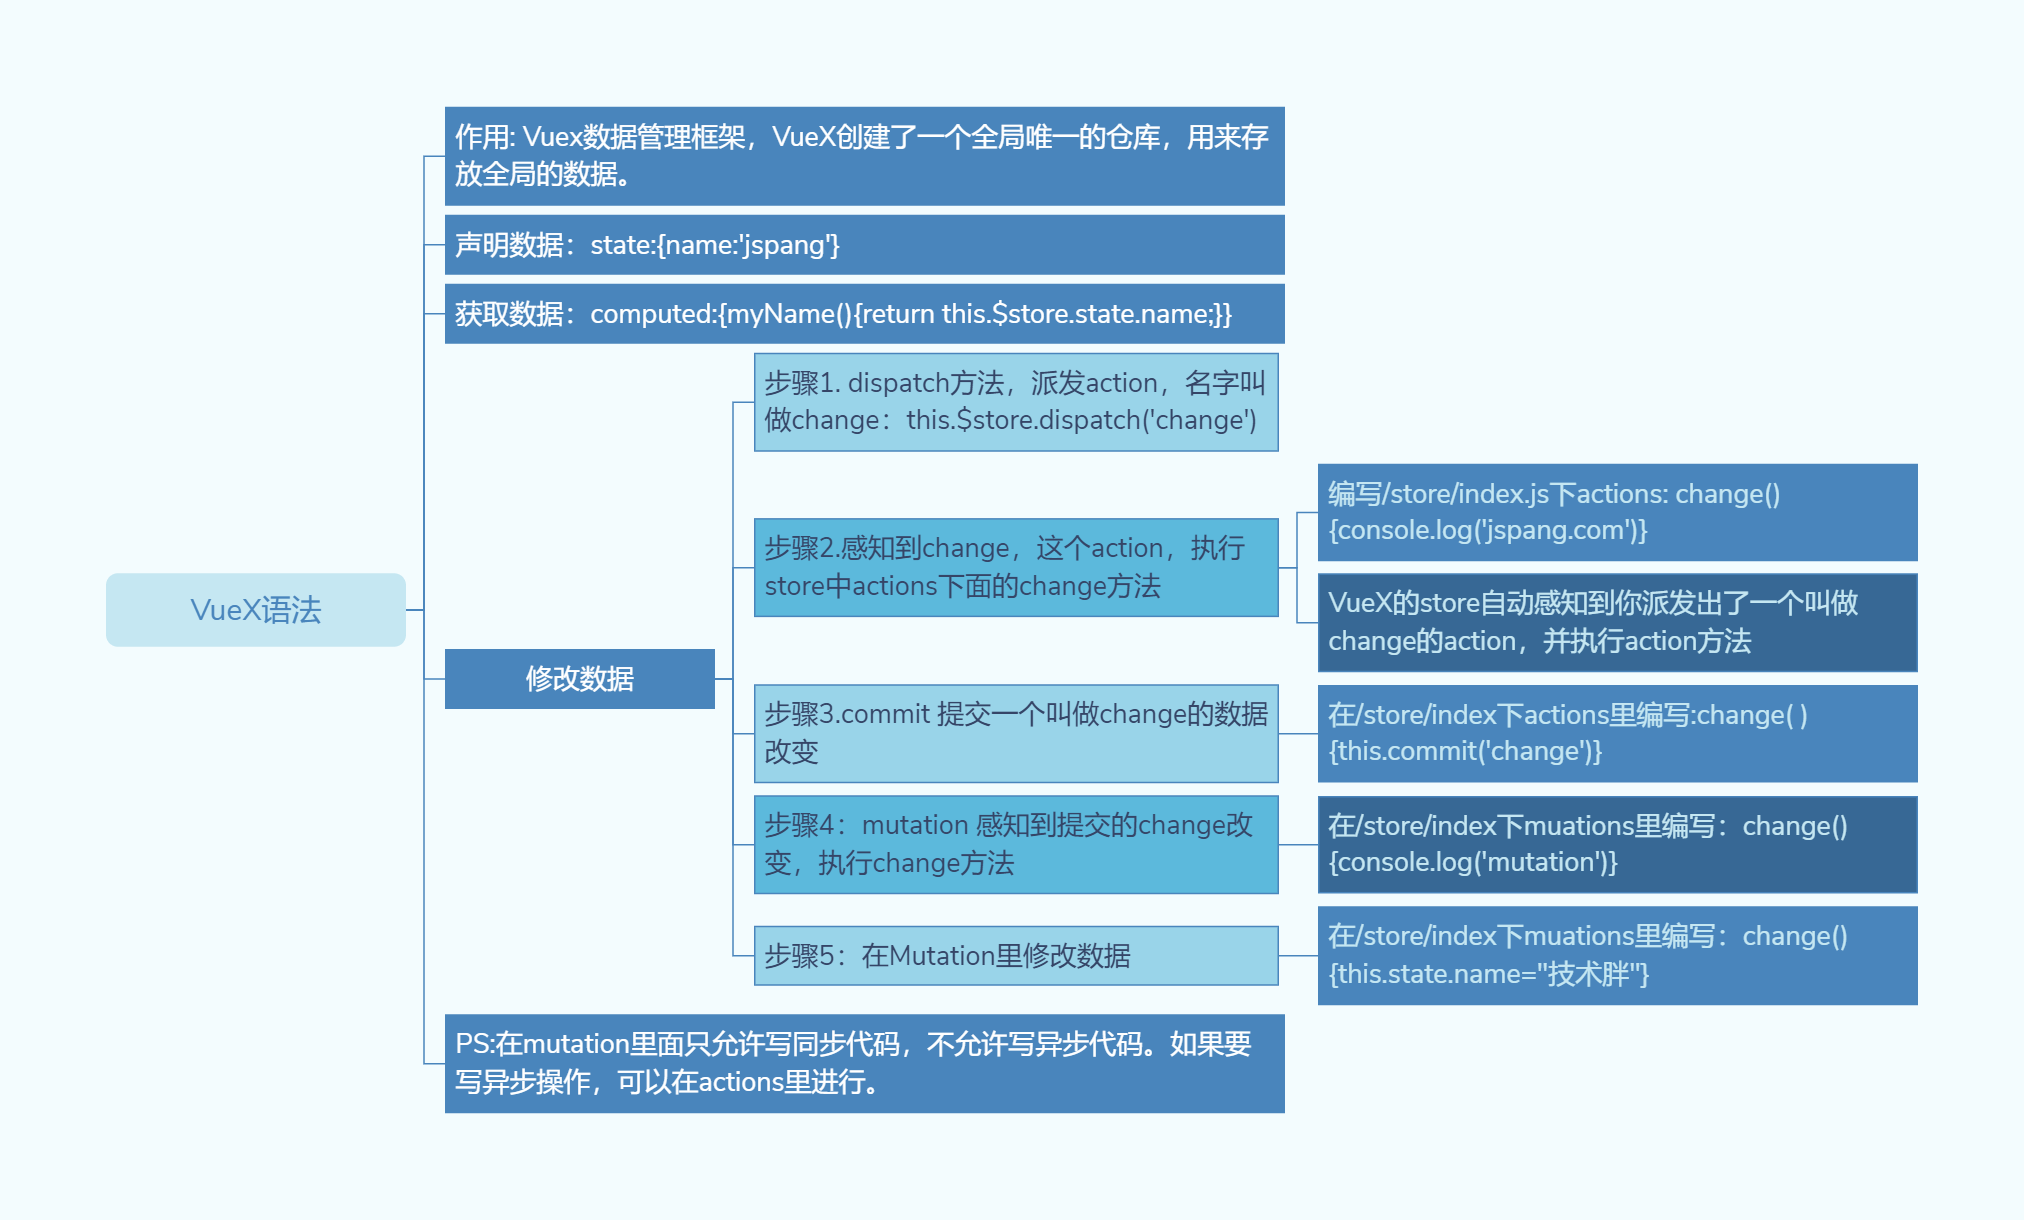 VueX语法
作用: Vuex数据管理框架，VueX创建了一个全局唯一的仓库，用来存
放全局的数据。
声明数据：state:{name:'jspang'}
获取数据：computed:{myName(){return this.$store.state.name;}}
修改数据
步骤1. dispatch方法，派发action，名字叫
做change：this.$store.dispatch('change')
步骤2.感知到change，这个action，执行
store中actions下面的change方法
编写/store/index.js下actions: change()
{console.log('jspang.com')}
VueX的store自动感知到你派发出了一个叫做
change的action，并执行action方法
步骤3.commit 提交一个叫做change的数据
改变
在/store/index下actions里编写:change( )
{this.commit('change')}
步骤4：mutation 感知到提交的change改
变，执行change方法
在/store/index下muations里编写：change()
{console.log('mutation')}
步骤5：在Mutation里修改数据
在/store/index下muations里编写：change()
{this.state.name="技术胖"}
PS:在mutation里面只允许写同步代码，不允许写异步代码。如果要
写异步操作，可以在actions里进行。